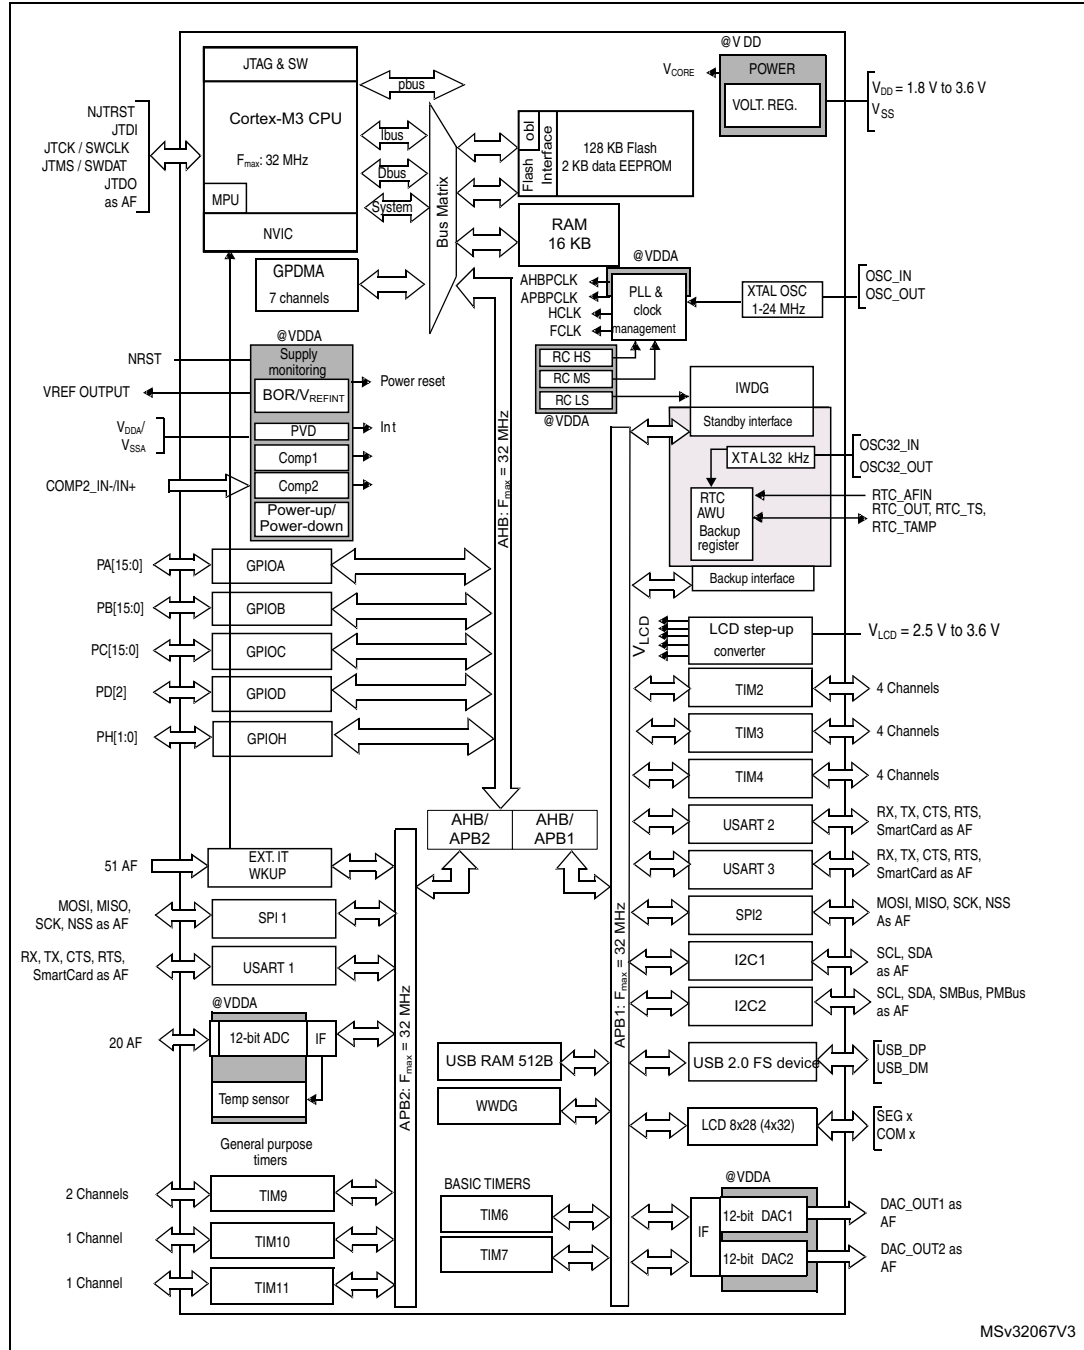 @V DD
JTAG & SW
pbus
Cortex-M3 CPU
Fmax: 32 MHz
Ibus
Dbus
System
MPU
NVIC
NJTRST
JTDI
JTCK / SWCLK
JTMS / SWDAT
JTDO
as AF
Bus Matrix
obl
Flash
Interface
128 KB Flash
2 KB data EEPROM
VCORE
POWER
VOLT. REG.
VDD = 1.8 V to 3.6 V
VSS
RAM
16 KB
GPDMA
7 channels
@VDDA
AHBPCLK
APBPCLK
HCLK
FCLK
PLL &
clock
management
XTAL OSC
1-24 MHz
OSC_IN
OSC_OUT
RC HS
RC MS
RC LS
@VDDA
@VDDA
Supply
monitoring
BOR/VREFINT
PVD
Comp1
Comp2
Power-up/
Power-down
NRST
VREF OUTPUT
VDDA/
VSSA
COMP2_IN-/IN+
Power reset
Int
IWDG
Standby interface
XTAL32 kHz
OSC32_IN
OSC32_OUT
RTC
AWU
Backup
register
RTC_AFIN
RTC_OUT, RTC_TS,
RTC_TAMP
Backup interface
AHB: Fmax = 32 MHz
PA[15:0]
GPIOA
PB[15:0]
GPIOB
PC[15:0]
GPIOC
PD[2]
GPIOD
PH[1:0]
GPIOH
VLCD
LCD step-up
converter
VLCD = 2.5 V to 3.6 V
TIM2
4 Channels
TIM3
4 Channels
TIM4
4 Channels
AHB/
APB2
AHB/
APB1
USART 2
RX, TX, CTS, RTS,
SmartCard as AF
USART 3
RX, TX, CTS, RTS,
SmartCard as AF
SPI2
MOSI, MISO, SCK, NSS
As AF
I2C1
SCL, SDA
as AF
I2C2
SCL, SDA, SMBus, PMBus
as AF
51 AF
EXT. IT
WKUP
MOSI, MISO,
SCK, NSS as AF
SPI 1
RX, TX, CTS, RTS,
SmartCard as AF
USART 1
@VDDA
20 AF
12-bit ADC
IF
Temp sensor
APB2: Fmax = 32 MHz
APB1: Fmax = 32 MHz
USB RAM 512B
WWDG
USB 2.0 FS device
USB_DP
USB_DM
LCD 8x28 (4x32)
SEG x
COM x
General purpose
timers
2 Channels
TIM9
1 Channel
TIM10
1 Channel
TIM11
BASIC TIMERS
TIM6
TIM7
@VDDA
IF
12-bit DAC1
12-bit DAC2
DAC_OUT1 as
AF
DAC_OUT2 as
AF
MSv32067V3